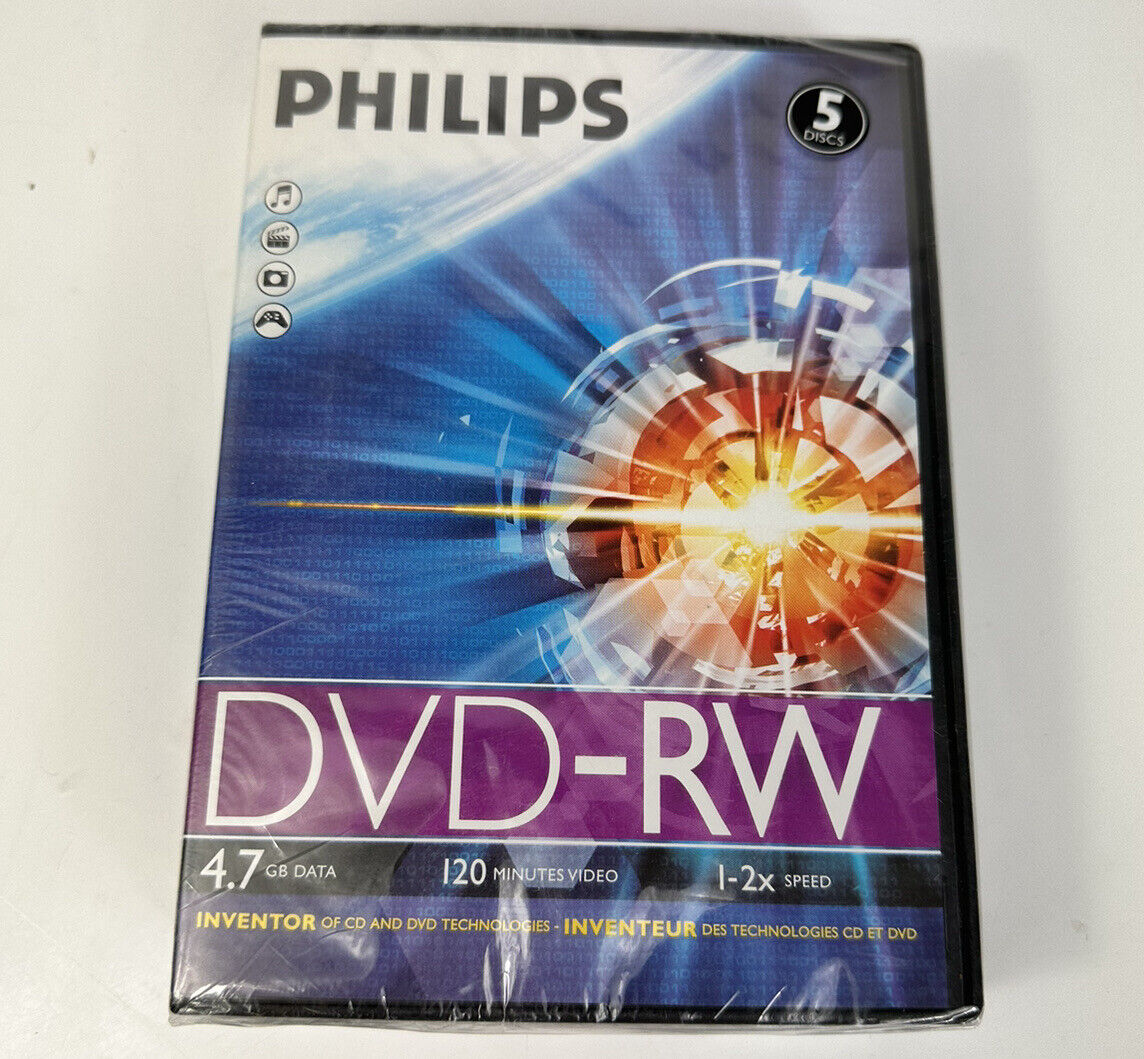 PHILIPS
5
DISCS
DVD-RW
4.7 GB DATA 120 MINUTES VIDEO 1-2x SPEED
INVENTOR OF CD AND DVD TECHNOLOGIES - INVENTEUR DES TECHNOLOGIES CD ET DVD